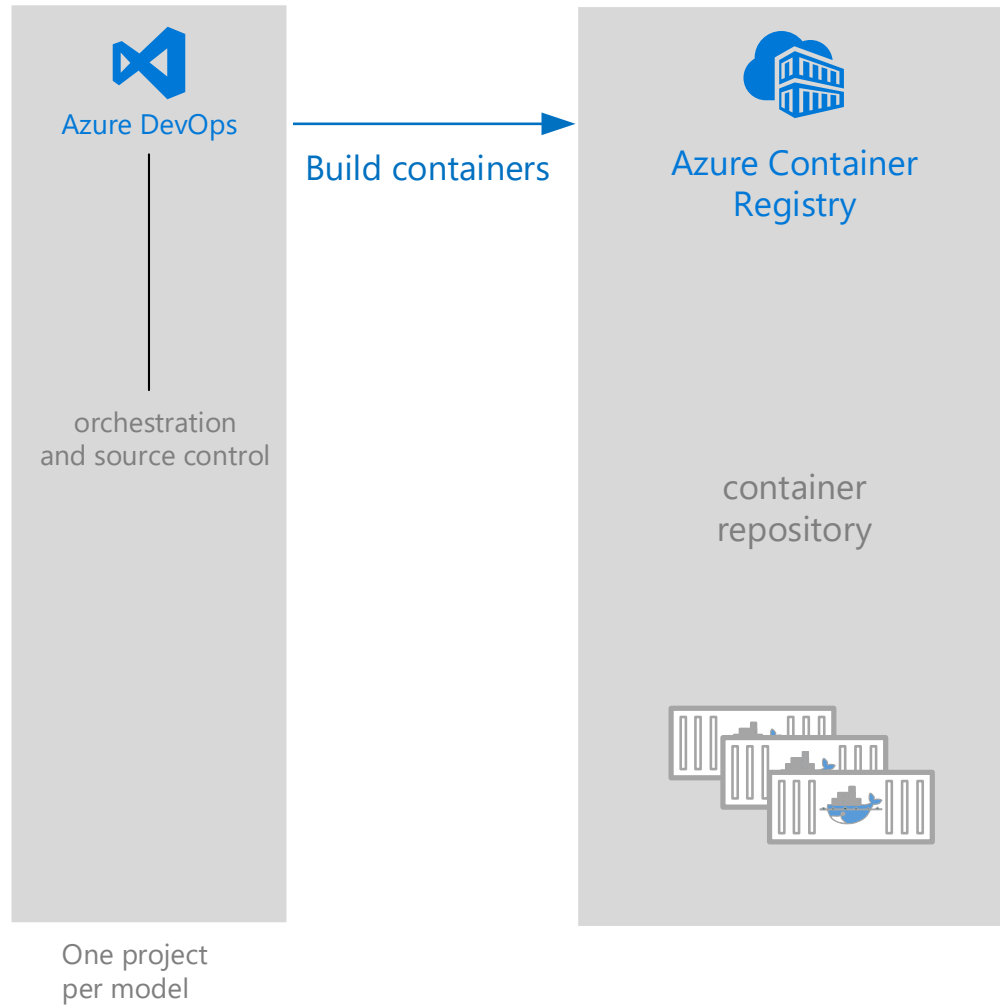 Azure DevOps
Build containers
Azure Container
Registry
orchestration
and source control
container
repository
One project
per model